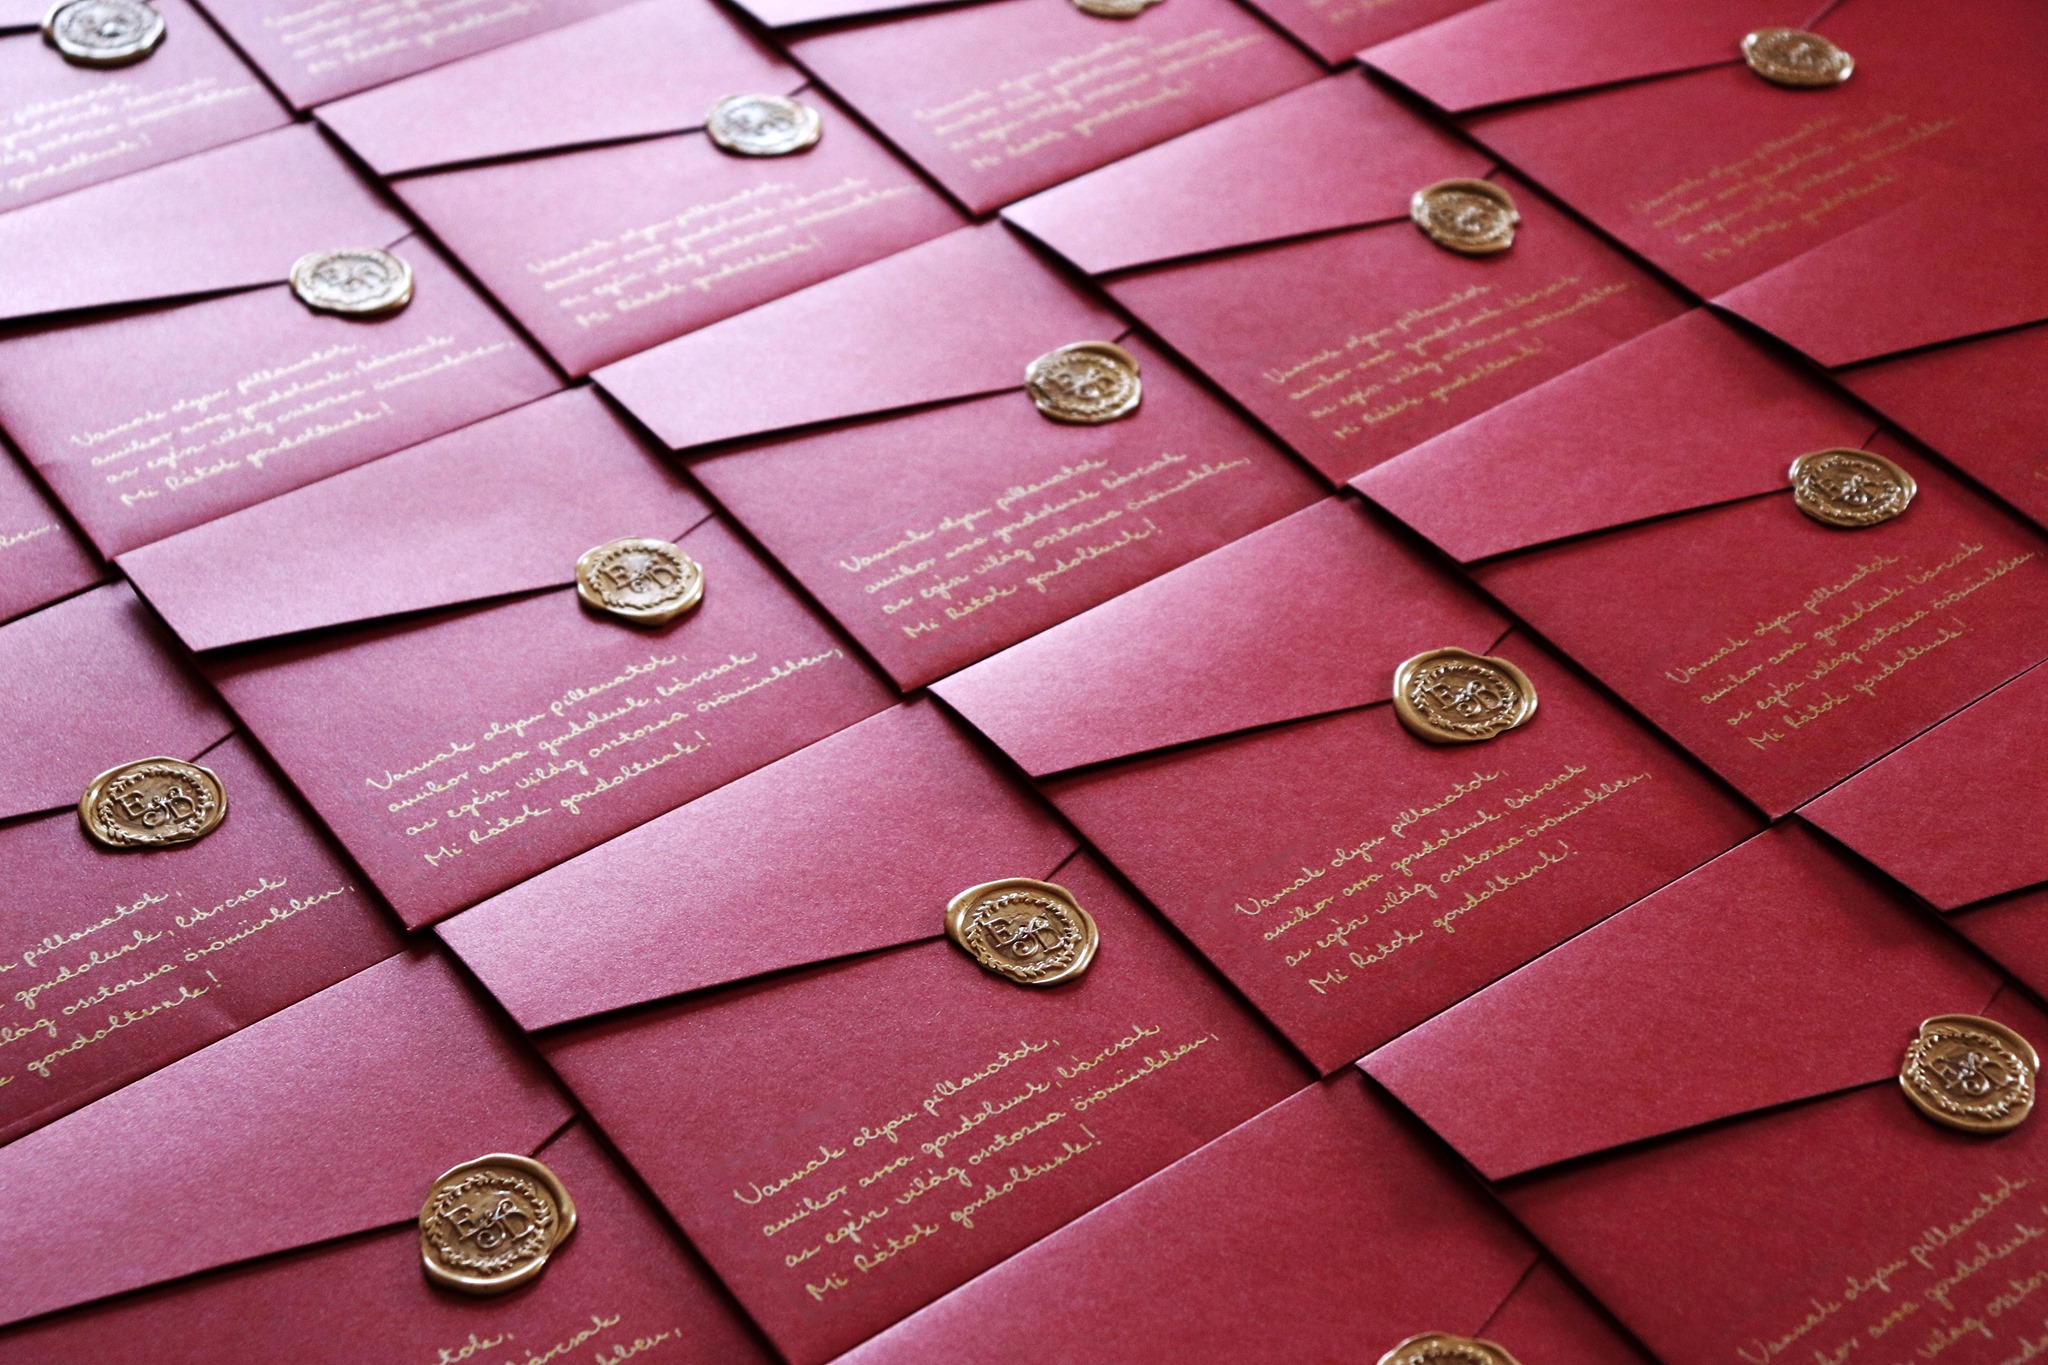 Vannak olyan pillanatok,
amikor arra gondolunk, bárcsak
az egész világ osztozna örömünkben,
Mi Rátok gondoltunk!
E & D